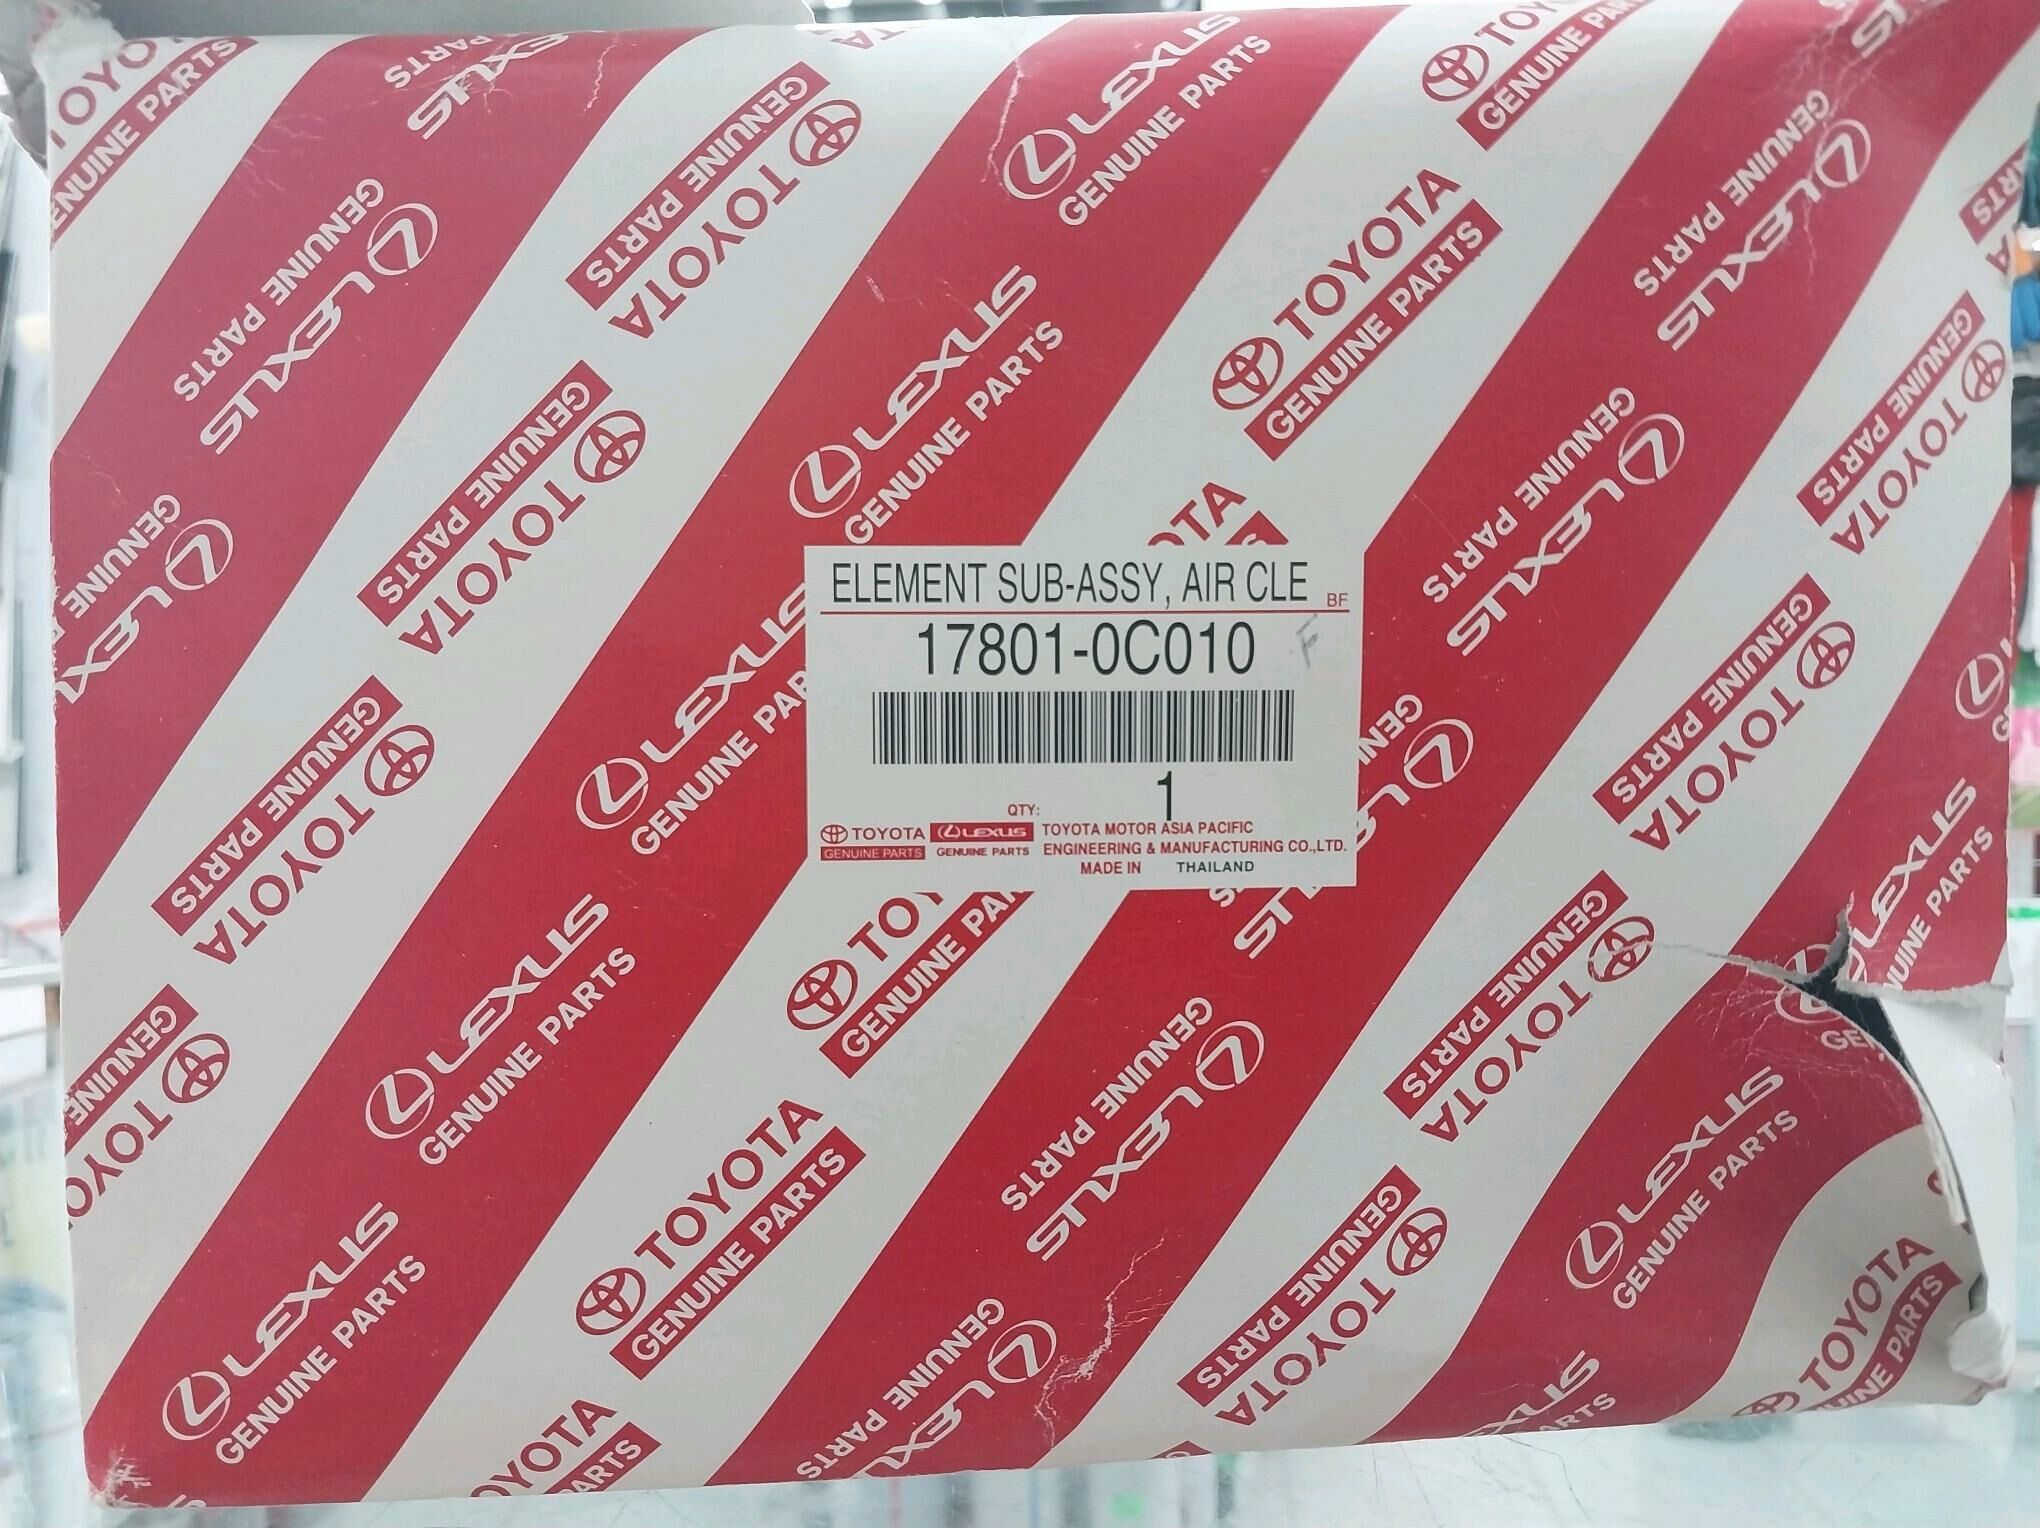 TOYOTA
GENUINE PARTS
LEXUS
GENUINE PARTS
ELEMENT SUB-ASSY, AIR CLE BF
17801-0C010 F
QTY: 1
TOYOTA LEXUS TOYOTA MOTOR ASIA PACIFIC
GENUINE PARTS GENUINE PARTS ENGINEERING & MANUFACTURING CO.,LTD.
MADE IN THAILAND